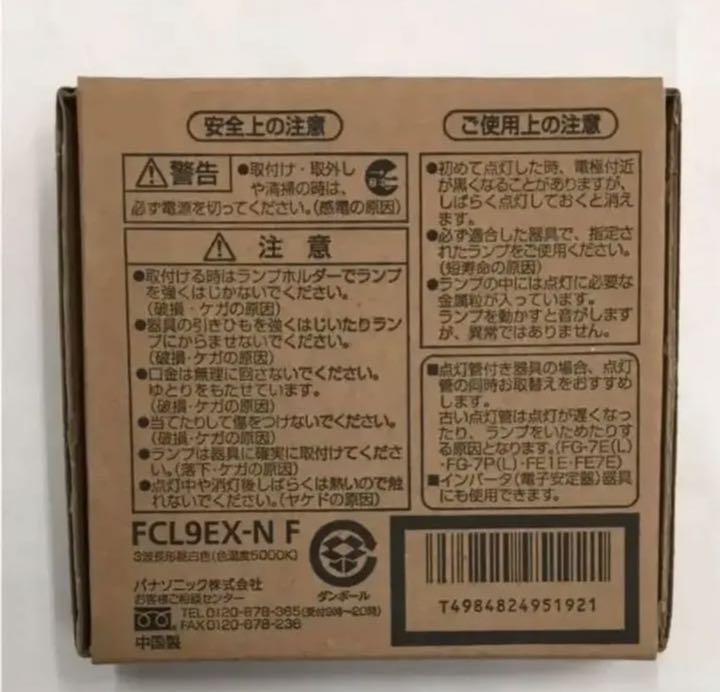 安全上の注意
⚠警告
●取付け・取外し
や清掃の時は、
必ず電源を切ってください。(感電の原因)
⚠ 注 意
●取付ける時はランプホルダーでランプ
を強くはじかないでください。
(破損・ケガの原因)
●器具の引きひもを強くはじいたりラン
プにからませないでください。
(破損・ケガの原因)
●口金は無理に回さないでください。
ゆとりをもたせています。
(破損・ケガの原因)
●当てたりして傷をつけないでください。
(破損・ケガの原因)
●ランプは器具に確実に取付けてくださ
い。(落下・ケガの原因)
●点灯中や消灯後しばらくは熱いので触
れないでください。(ヤケドの原因)
ご使用上の注意
●初めて点灯した時、電極付近
が黒くなることがありますが、
しばらく点灯しておくと消え
ます。
●必ず適合した器具で、指定さ
れたランプをご使用ください。
(短寿命の原因)
●ランプの中には点灯に必要な
金属粒が入っています。
ランプを動かすと音がします
が、異常ではありません。
■点灯管付き器具の場合、点灯
管の同時お取替えをおすすめ
します。
古い点灯管は点灯が遅くなっ
たり、ランプをいためたりす
る原因となります。(FG-7E(L)
・FG-7P(L)・FE1E・FE7E)
■インバータ(電子安定器)器具
にも使用できます。
FCL9EX-N F
3波長形昼白色(色温度5000K)
パナソニック株式会社
お客様ご相談センター
TEL 0120-878-365(受付9時~20時)
FAX 0120-878-236
中国製
ダンボール
T4984824951921